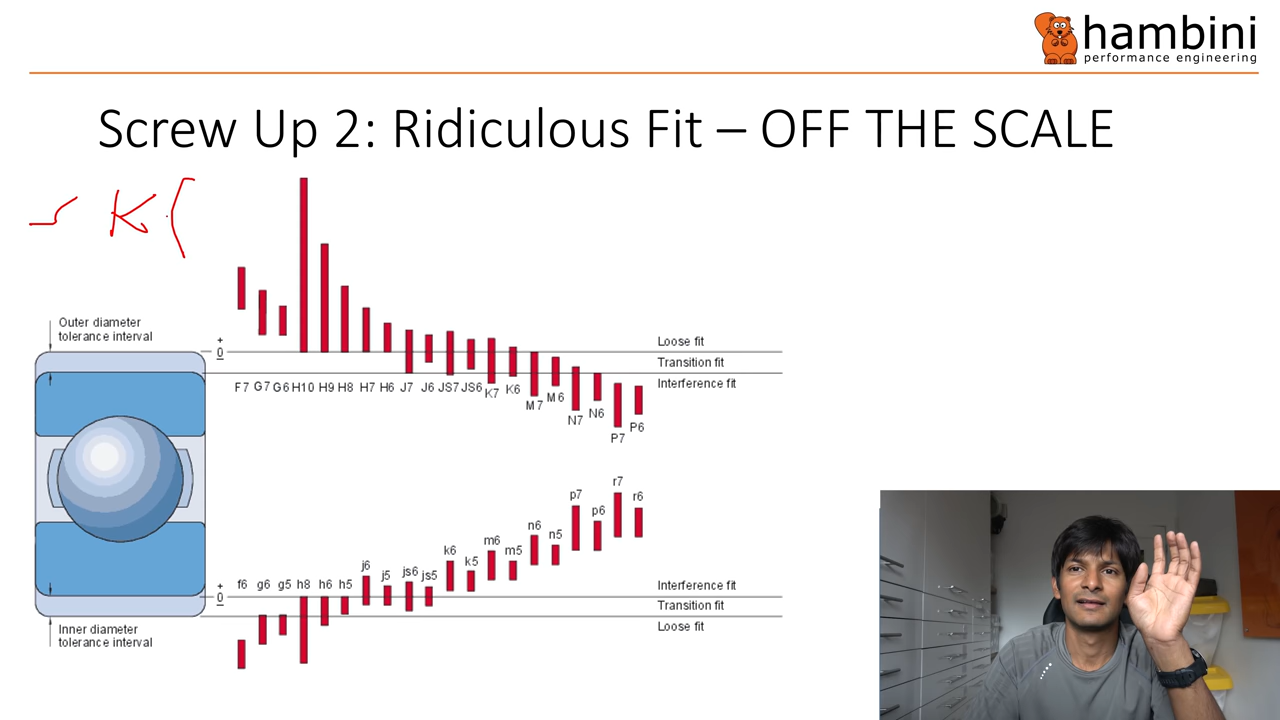 hambini
performance engineering
Screw Up 2: Ridiculous Fit – OFF THE SCALE
K
Outer diameter
tolerance interval
+
0
Loose fit
Transition fit
Interference fit
F7 G7 G6 H10 H9 H8 H7 H6 J7 J6 JS7 JS6 K7 K6 M7 M6 N7 N6 P7 P6
f6 g6 g5 h8 h6 h5 j6 j5 js6 js5 k6 k5 m6 m5 n6 n5 p7 p6 r7 r6
+
0
Interference fit
Transition fit
Loose fit
Inner diameter
tolerance interval